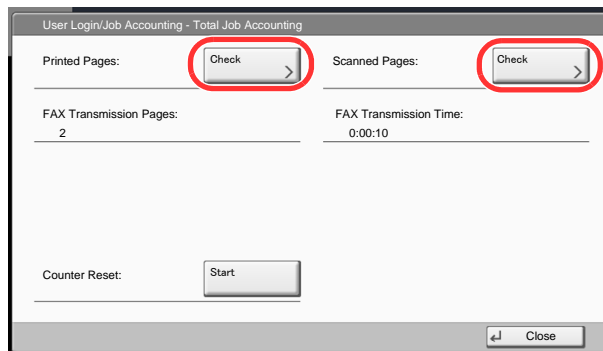 User Login/Job Accounting - Total Job Accounting
Printed Pages:
Check
Scanned Pages:
Check
FAX Transmission Pages:
2
FAX Transmission Time:
0:00:10
Counter Reset:
Start
Close